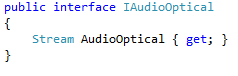 public interface IAudioOptical
{
    Stream AudioOptical { get; }
}